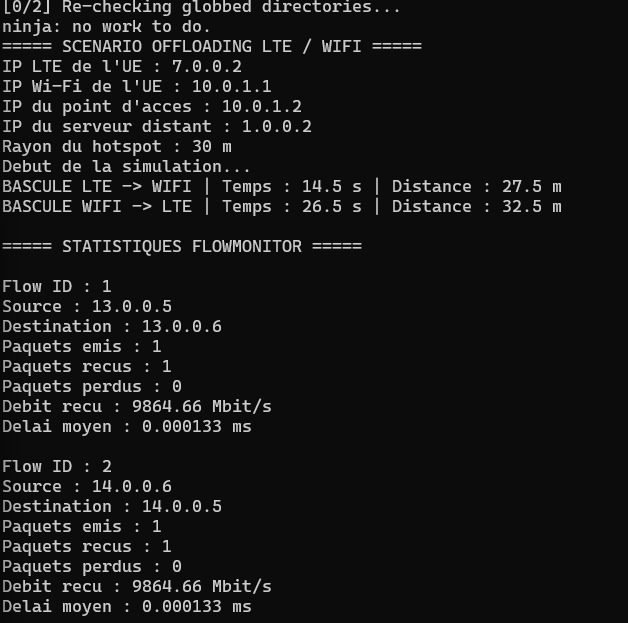 [0/2] Re-checking globbed directories...
ninja: no work to do.
===== SCENARIO OFFLOADING LTE / WIFI =====
IP LTE de l'UE : 7.0.0.2
IP Wi-Fi de l'UE : 10.0.1.1
IP du point d'acces : 10.0.1.2
IP du serveur distant : 1.0.0.2
Rayon du hotspot : 30 m
Debut de la simulation...
BASCULE LTE -> WIFI | Temps : 14.5 s | Distance : 27.5 m
BASCULE WIFI -> LTE | Temps : 26.5 s | Distance : 32.5 m
===== STATISTIQUES FLOWMONITOR =====
Flow ID : 1
Source : 13.0.0.5
Destination : 13.0.0.6
Paquets emis : 1
Paquets recus : 1
Paquets perdus : 0
Debit recu : 9864.66 Mbit/s
Delai moyen : 0.000133 ms
Flow ID : 2
Source : 14.0.0.6
Destination : 14.0.0.5
Paquets emis : 1
Paquets recus : 1
Paquets perdus : 0
Debit recu : 9864.66 Mbit/s
Delai moyen : 0.000133 ms